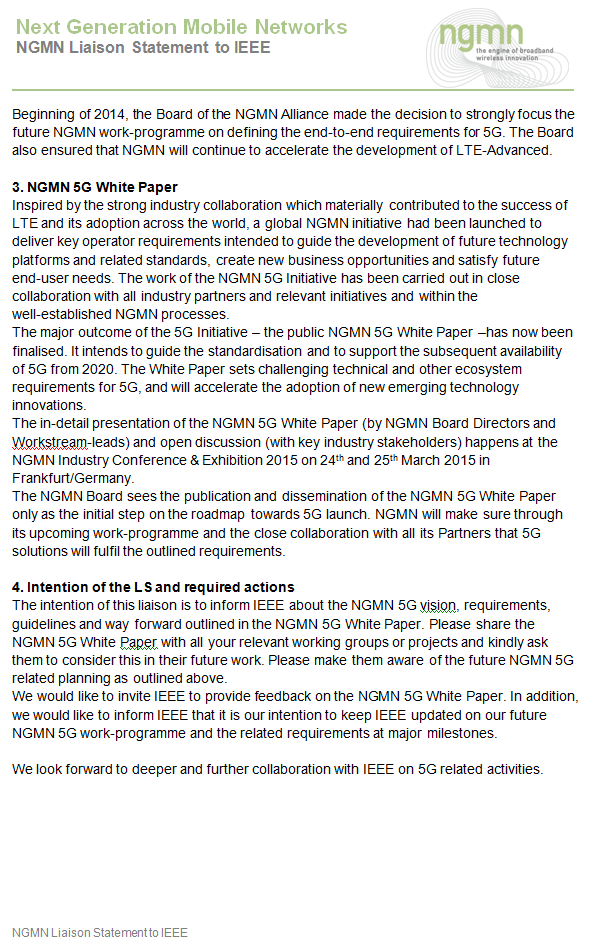 Next Generation Mobile Networks
NGMN Liaison Statement to IEEE
ngmn
the engine of broadband
wireless innovation
Beginning of 2014, the Board of the NGMN Alliance made the decision to strongly focus the
future NGMN work-programme on defining the end-to-end requirements for 5G. The Board
also ensured that NGMN will continue to accelerate the development of LTE-Advanced.
3. NGMN 5G White Paper
Inspired by the strong industry collaboration which materially contributed to the success of
LTE and its adoption across the world, a global NGMN initiative had been launched to
deliver key operator requirements intended to guide the development of future technology
platforms and related standards, create new business opportunities and satisfy future
end-user needs. The work of the NGMN 5G Initiative has been carried out in close
collaboration with all industry partners and relevant initiatives and within the
well-established NGMN processes.
The major outcome of the 5G Initiative – the public NGMN 5G White Paper –has now been
finalised. It intends to guide the standardisation and to support the subsequent availability
of 5G from 2020. The White Paper sets challenging technical and other ecosystem
requirements for 5G, and will accelerate the adoption of new emerging technology
innovations.
The in-detail presentation of the NGMN 5G White Paper (by NGMN Board Directors and
Workstream-leads) and open discussion (with key industry stakeholders) happens at the
NGMN Industry Conference & Exhibition 2015 on 24th and 25th March 2015 in
Frankfurt/Germany.
The NGMN Board sees the publication and dissemination of the NGMN 5G White Paper
only as the initial step on the roadmap towards 5G launch. NGMN will make sure through
its upcoming work-programme and the close collaboration with all its Partners that 5G
solutions will fulfil the outlined requirements.
4. Intention of the LS and required actions
The intention of this liaison is to inform IEEE about the NGMN 5G vision, requirements,
guidelines and way forward outlined in the NGMN 5G White Paper. Please share the
NGMN 5G White Paper with all your relevant working groups or projects and kindly ask
them to consider this in their future work. Please make them aware of the future NGMN 5G
related planning as outlined above.
We would like to invite IEEE to provide feedback on the NGMN 5G White Paper. In addition,
we would like to inform IEEE that it is our intention to keep IEEE updated on our future
NGMN 5G work-programme and the related requirements at major milestones.
We look forward to deeper and further collaboration with IEEE on 5G related activities.
NGMN Liaison Statement to IEEE